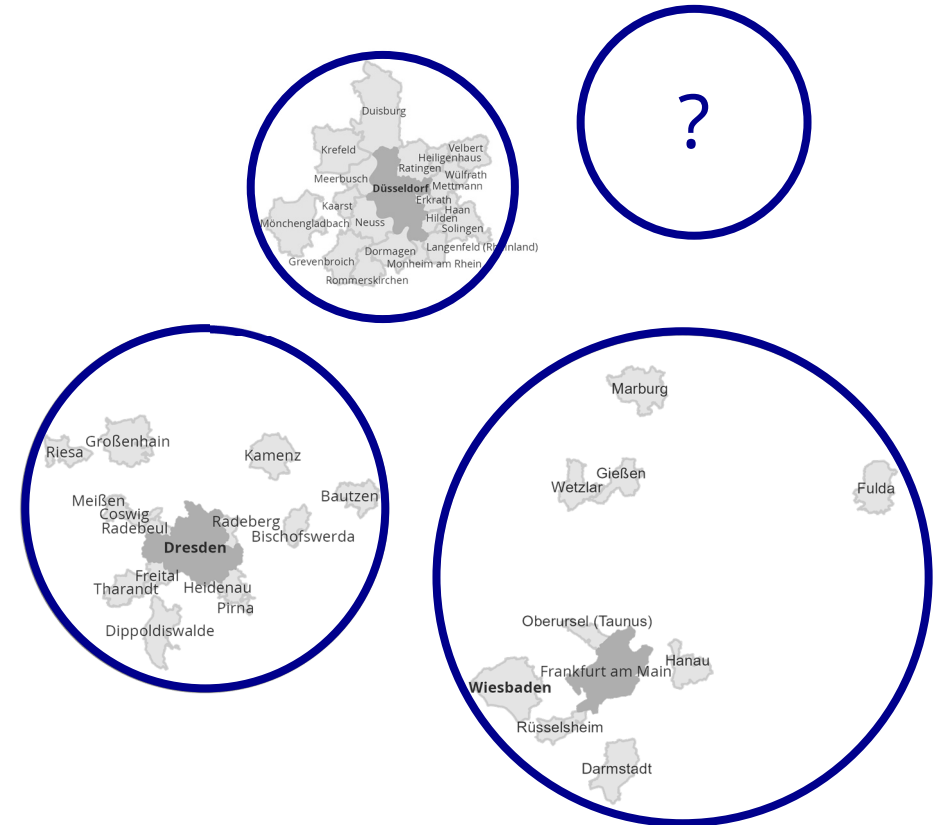 Duisburg
Krefeld
Velbert
Heiligenhaus
Ratingen
Wülfrath
Meerbusch
Düsseldorf
Mettmann
Erkrath
Kaarst
Haan
Hilden
Mönchengladbach
Neuss
Solingen
Langenfeld (Rheinland)
Dormagen
Grevenbroich
Monheim am Rhein
Rommerskirchen
?
Großenhain
Riesa
Kamenz
Bautzen
Meißen
Coswig
Radebeul
Radeberg
Bischofswerda
Dresden
Freital
Tharandt
Heidenau
Pirna
Dippoldiswalde
Marburg
Gießen
Wetzlar
Fulda
Oberursel (Taunus)
Hanau
Frankfurt am Main
Wiesbaden
Rüsselsheim
Darmstadt